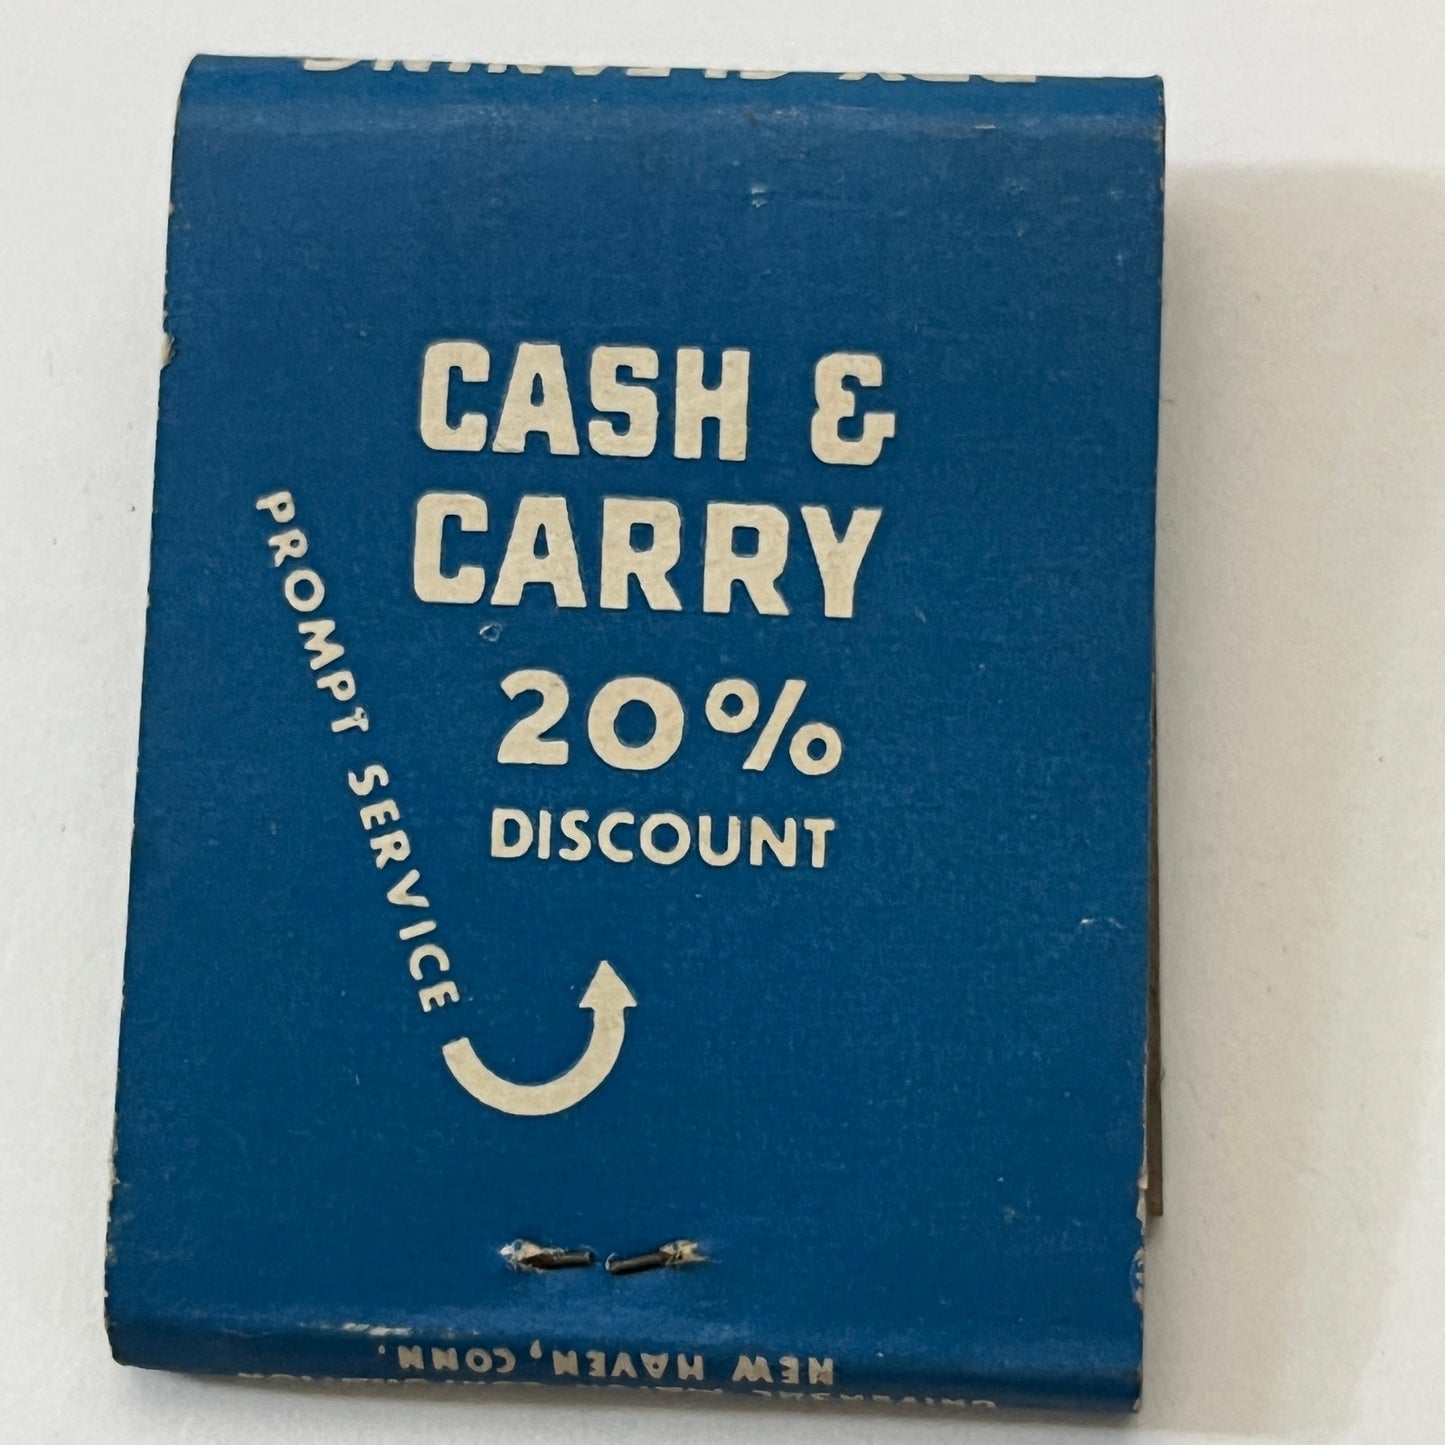 CASH &
CARRY
20%
DISCOUNT
PROMPT SERVICE
NEW HAVEN, CONN.